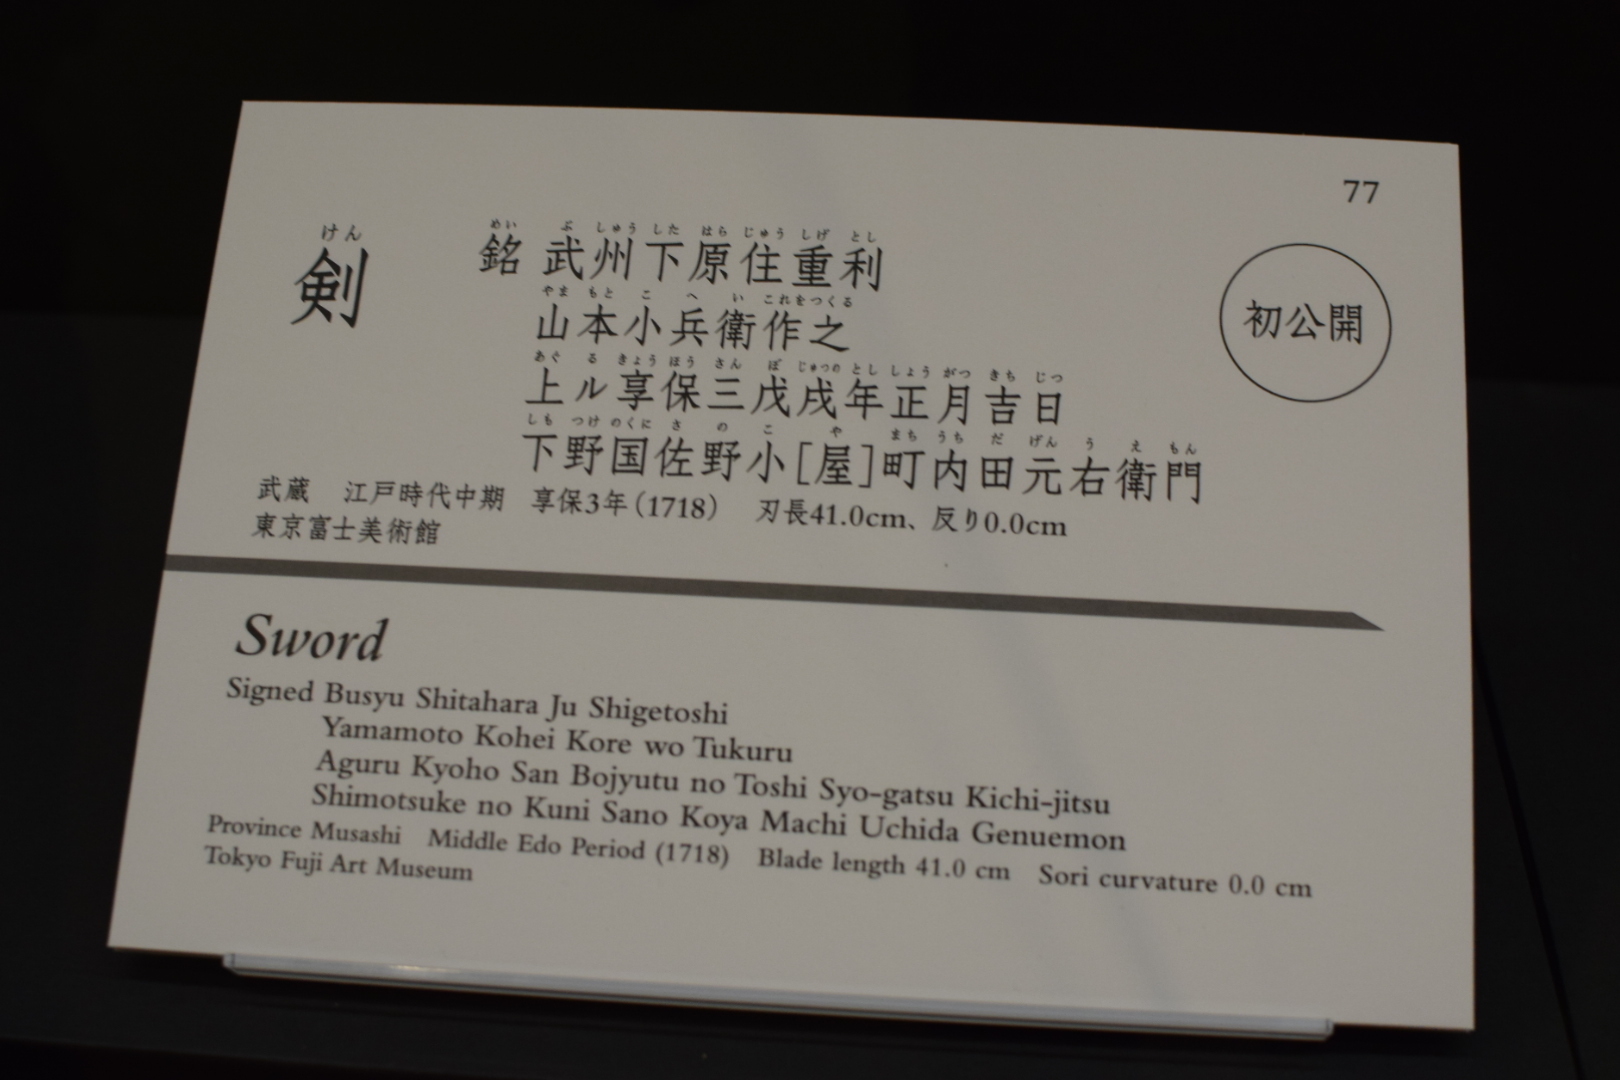 77
剣 銘 武州下原住重利
山本小兵衛作之
上ル享保三戊戌年正月吉日
下野国佐野小[屋]町内田元右衛門
初公開
武蔵 江戸時代中期 享保3年(1718) 刃長41.0cm、反り0.0cm
東京富士美術館
Sword
Signed Busyu Shitahara Ju Shigetoshi
Yamamoto Kohei Kore wo Tukuru
Aguru Kyoho San Bojyutu no Toshi Syo-gatsu Kichi-jitsu
Shimotsuke no Kuni Sano Koya Machi Uchida Genuemon
Province Musashi Middle Edo Period (1718) Blade length 41.0 cm Sori curvature 0.0 cm
Tokyo Fuji Art Museum